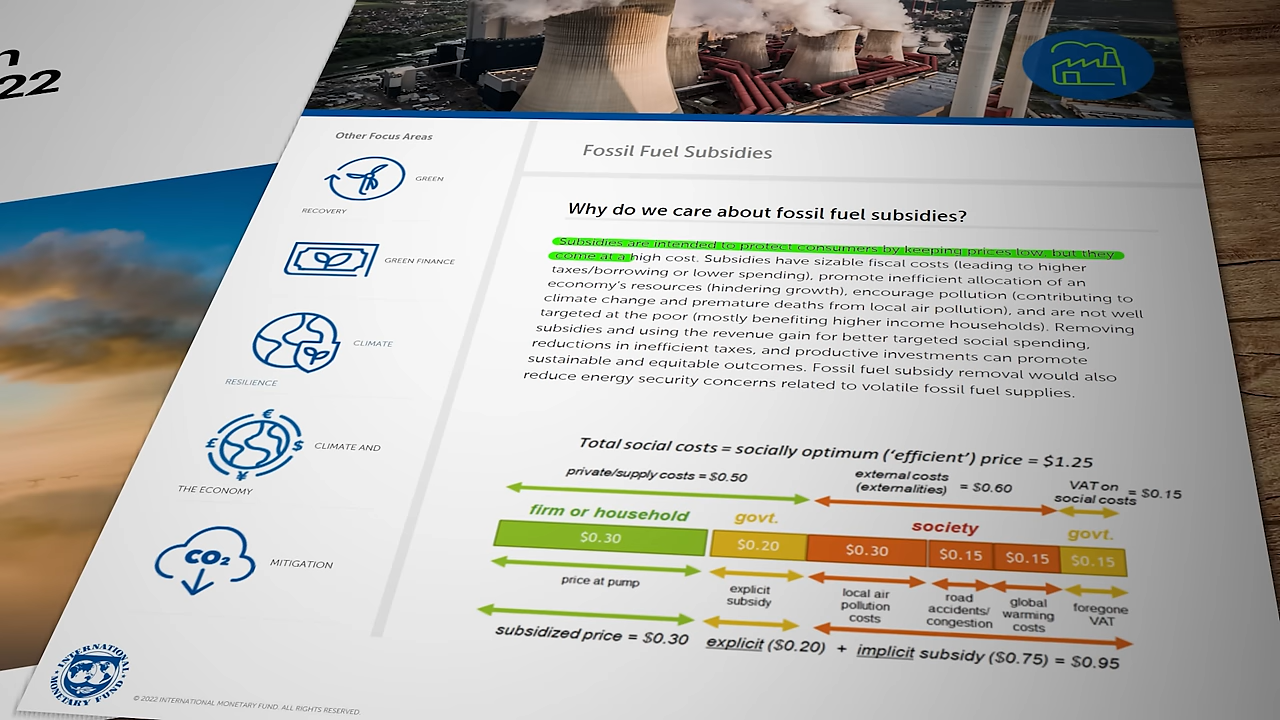 22
Other Focus Areas
GREEN
RECOVERY
GREEN FINANCE
CLIMATE
RESILIENCE
CLIMATE AND
THE ECONOMY
CO₂
MITIGATION
INTERNATIONAL
MONETARY FUND
© 2022 INTERNATIONAL MONETARY FUND. ALL RIGHTS RESERVED
Fossil Fuel Subsidies
Why do we care about fossil fuel subsidies?
Subsidies are intended to protect consumers by keeping prices low, but they
come at a high cost. Subsidies have sizable fiscal costs (leading to higher
taxes/borrowing or lower spending), promote inefficient allocation of an
economy's resources (hindering growth), encourage pollution (contributing to
climate change and premature deaths from local air pollution), and are not well
targeted at the poor (mostly benefiting higher income households). Removing
subsidies and using the revenue gain for better targeted social spending,
reductions in inefficient taxes, and productive investments can promote
sustainable and equitable outcomes. Fossil fuel subsidy removal would also
reduce energy security concerns related to volatile fossil fuel supplies.
Total social costs = socially optimum ('efficient') price = $1.25
private/supply costs = $0.50
external costs
(externalities) = $0.60
VAT on
social costs = $0.15
firm or household
govt.
society
govt.
$0.30
$0.20
$0.30
$0.15
$0.15
$0.15
price at pump
explicit
subsidy
local air
pollution
costs
road
accidents/
congestion
global
warming
costs
foregone
VAT
subsidized price = $0.30
explicit ($0.20) + implicit subsidy ($0.75) = $0.95